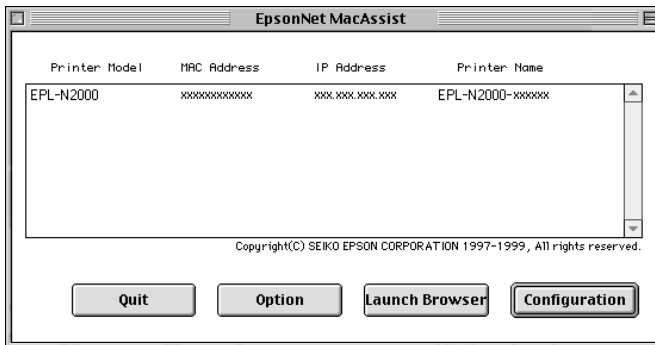 EpsonNet MacAssist
Printer Model MAC Address IP Address Printer Name
EPL-N2000 xxxxxxxxxxxx xxx.xxx.xxx.xxx EPL-N2000-xxxxxx
Copyright(C) SEIKO EPSON CORPORATION 1997-1999, All rights reserved.
Quit Option Launch Browser Configuration